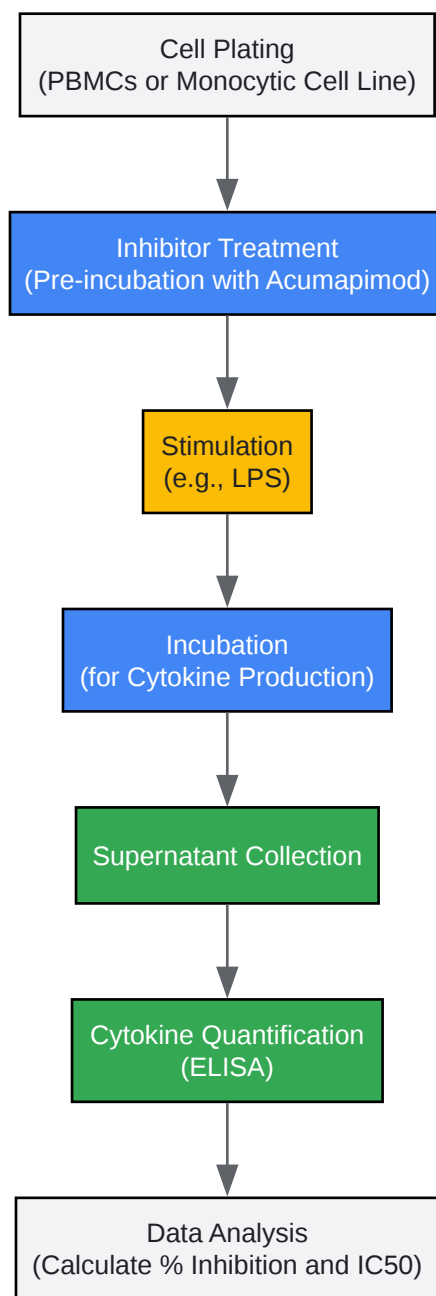 Cell Plating
(PBMCs or Monocytic Cell Line)
Inhibitor Treatment
(Pre-incubation with Acumapimod)
Stimulation
(e.g., LPS)
Incubation
(for Cytokine Production)
Supernatant Collection
Cytokine Quantification
(ELISA)
Data Analysis
(Calculate % Inhibition and IC50)